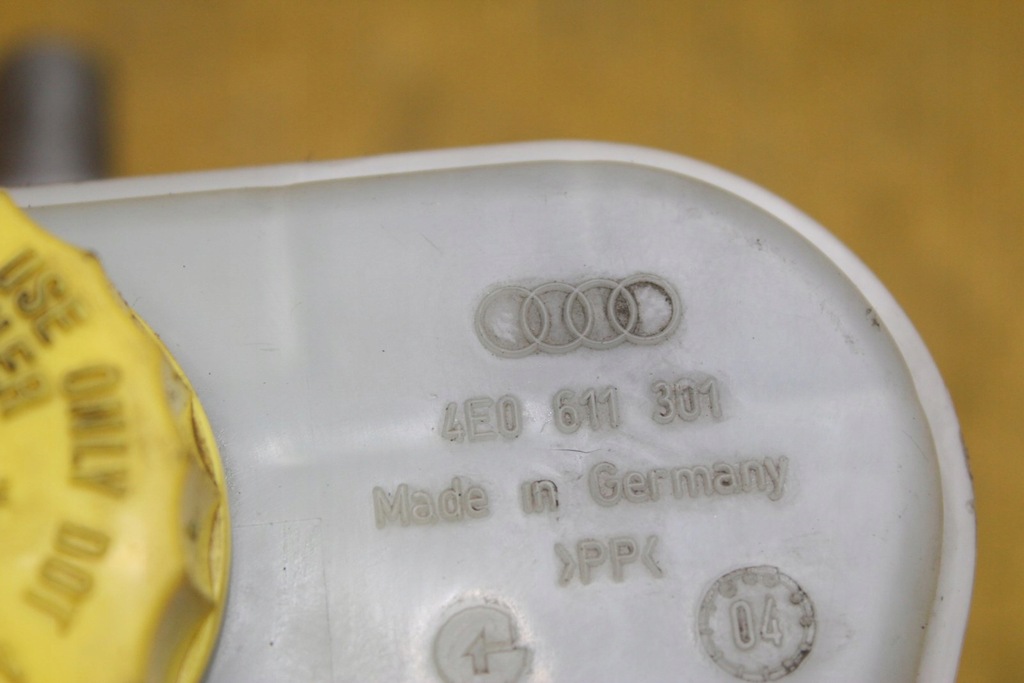 USE
ONLY DOT
4E0 611 301
Made in Germany
>PP<
04